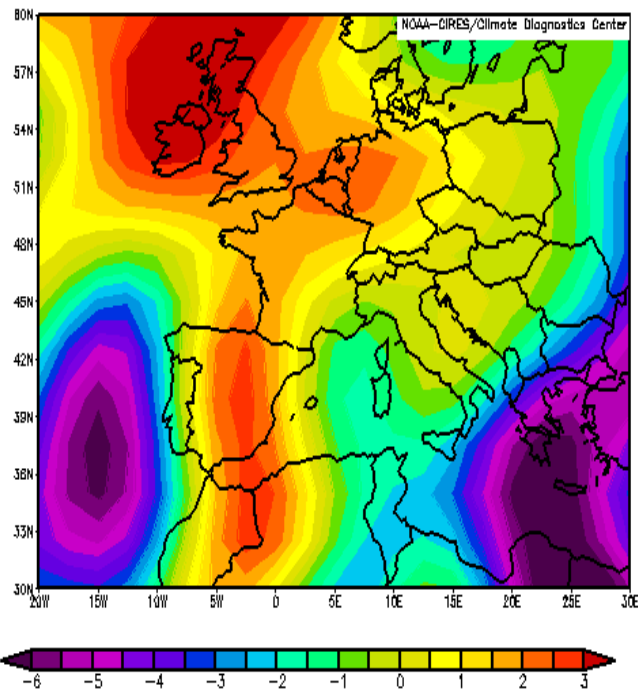 NOAA-CIRES/Climate Diagnostics Center
60N
57N
54N
51N
48N
45N
42N
39N
36N
33N
30N
20W 15W 10W 5W 0 5E 10E 15E 20E 25E 30E
-6 -5 -4 -3 -2 -1 0 1 2 3